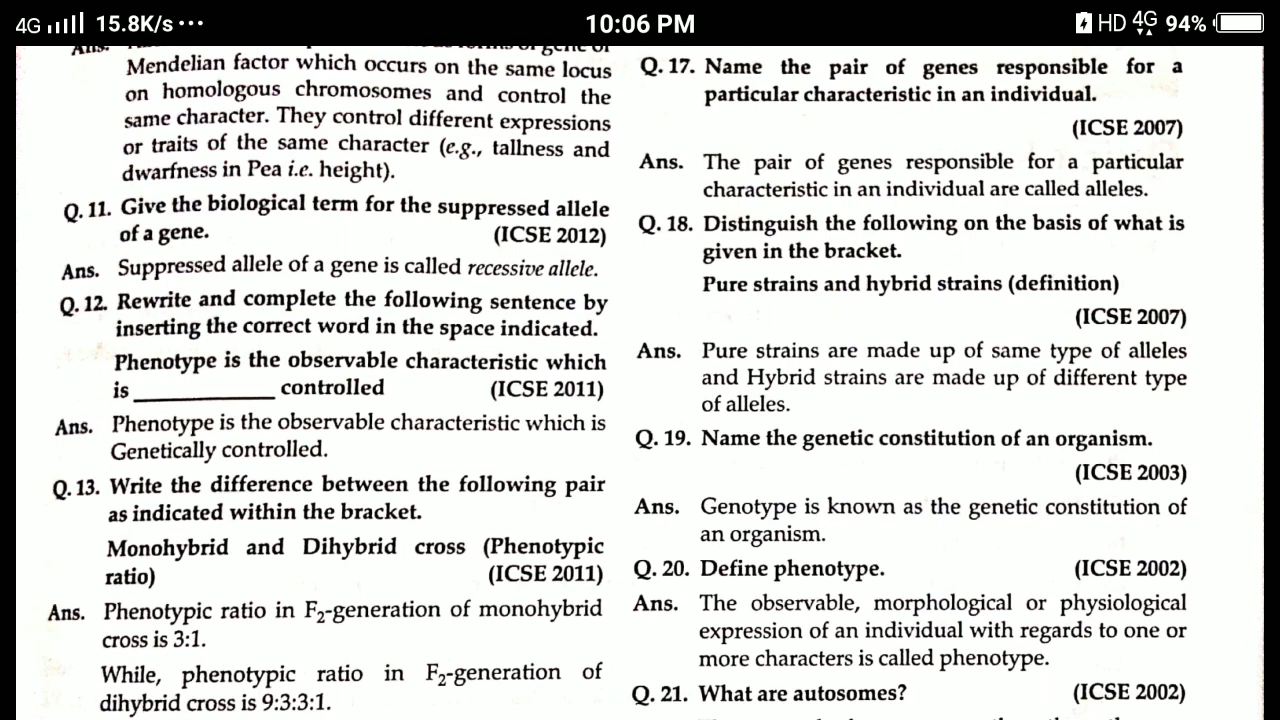 4G 15.8K/s ··· 10:06 PM HD 4G 94%
Ans.
Mendelian factor which occurs on the same locus
on homologous chromosomes and control the
same character. They control different expressions
or traits of the same character (e.g., tallness and
dwarfness in Pea i.e. height).
Q. 11. Give the biological term for the suppressed allele
of a gene. (ICSE 2012)
Ans. Suppressed allele of a gene is called recessive allele.
Q. 12. Rewrite and complete the following sentence by
inserting the correct word in the space indicated.
Phenotype is the observable characteristic which
is ____________ controlled (ICSE 2011)
Ans. Phenotype is the observable characteristic which is
Genetically controlled.
Q. 13. Write the difference between the following pair
as indicated within the bracket.
Monohybrid and Dihybrid cross (Phenotypic
ratio) (ICSE 2011)
Ans. Phenotypic ratio in F₂-generation of monohybrid
cross is 3:1.
While, phenotypic ratio in F₂-generation of
dihybrid cross is 9:3:3:1.
Q. 17. Name the pair of genes responsible for a
particular characteristic in an individual.
(ICSE 2007)
Ans. The pair of genes responsible for a particular
characteristic in an individual are called alleles.
Q. 18. Distinguish the following on the basis of what is
given in the bracket.
Pure strains and hybrid strains (definition)
(ICSE 2007)
Ans. Pure strains are made up of same type of alleles
and Hybrid strains are made up of different type
of alleles.
Q. 19. Name the genetic constitution of an organism.
(ICSE 2003)
Ans. Genotype is known as the genetic constitution of
an organism.
Q. 20. Define phenotype. (ICSE 2002)
Ans. The observable, morphological or physiological
expression of an individual with regards to one or
more characters is called phenotype.
Q. 21. What are autosomes? (ICSE 2002)